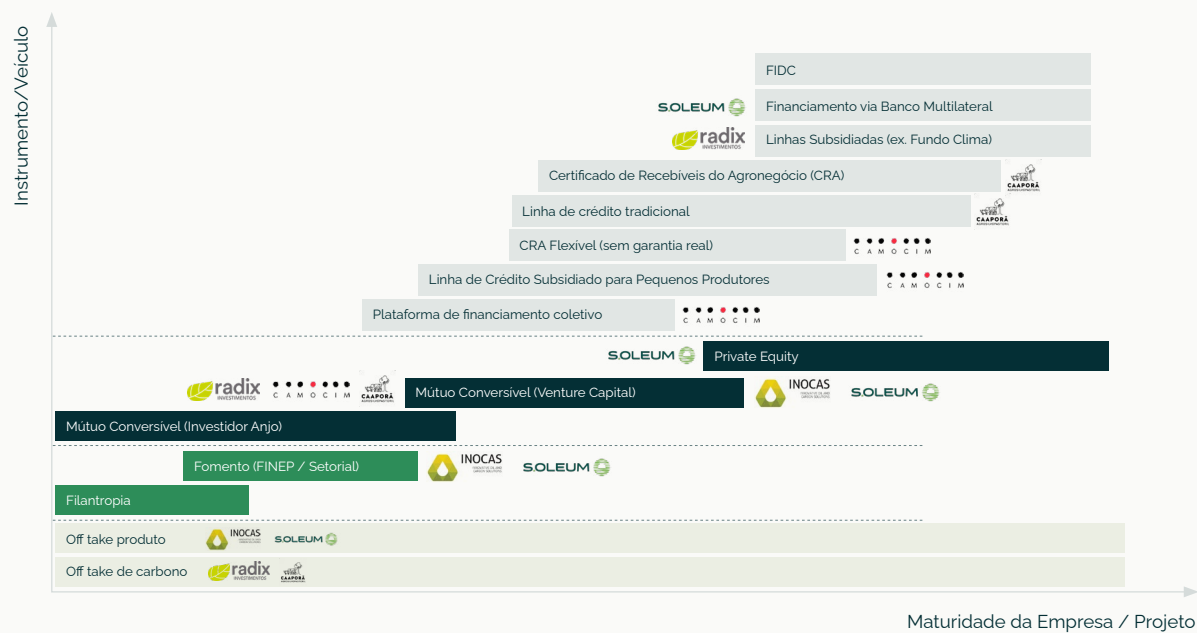 Instrumento/Veículo
FIDC
S.OLEUM Financiamento via Banco Multilateral
radix INVESTIMENTOS Linhas Subsidiadas (ex. Fundo Clima)
Certificado de Recebíveis do Agronegócio (CRA) CAAPORÃ
Linha de crédito tradicional CAAPORÃ
CRA Flexível (sem garantia real) CAMOCIM
Linha de Crédito Subsidiado para Pequenos Produtores CAMOCIM
Plataforma de financiamento coletivo CAMOCIM
S.OLEUM Private Equity
radix INVESTIMENTOS CAMOCIM CAAPORÃ Mútuo Conversível (Venture Capital) INOCAS S.OLEUM
Mútuo Conversível (Investidor Anjo)
Fomento (FINEP / Setorial) INOCAS S.OLEUM
Filantropia
Off take produto INOCAS S.OLEUM
Off take de carbono radix INVESTIMENTOS CAAPORÃ
Maturidade da Empresa / Projeto